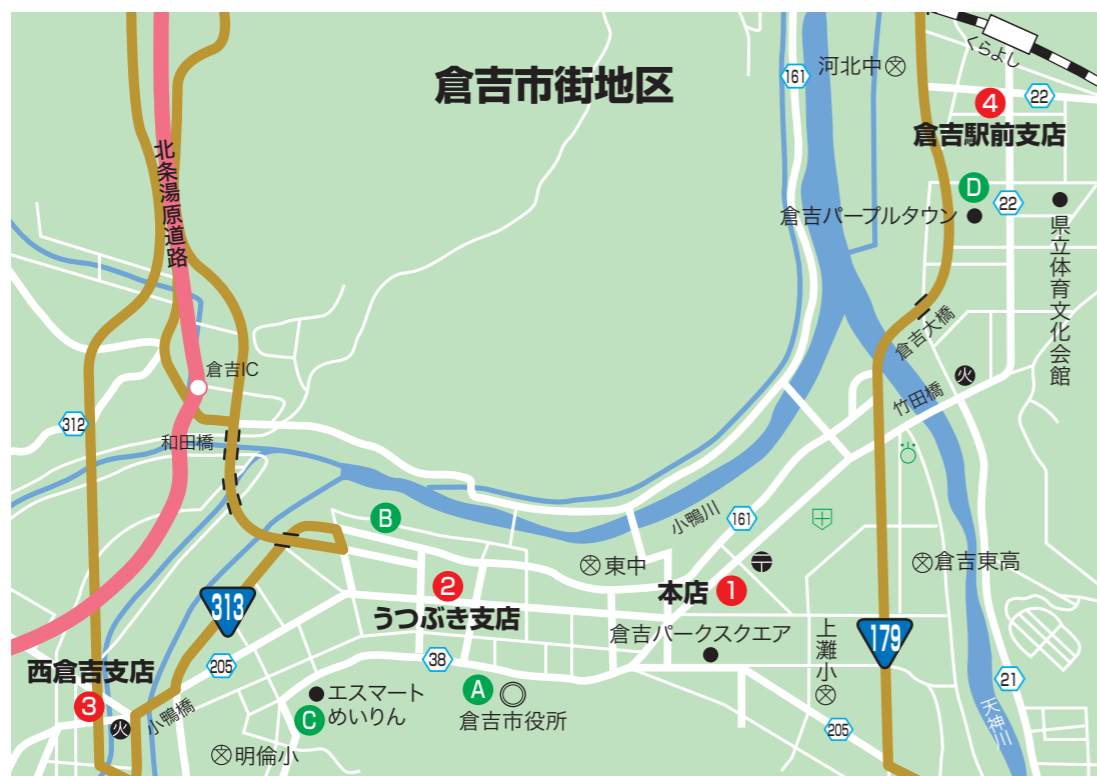 倉吉市街地区
くらよし
161
河北中
22
4
倉吉駅前支店
D
22
倉吉パープルタウン
県立体育文化会館
北条湯原道路
倉吉大橋
倉吉IC
火
竹田橋
312
和田橋
B
小鴨川
161
東中
倉吉東高
2
うつぶき支店
本店 1
313
倉吉パークスクエア
上灘小
179
西倉吉支店
3
205
38
21
A
エスマート
めいりん
C
倉吉市役所
火
小鴨橋
天神川
205
明倫小